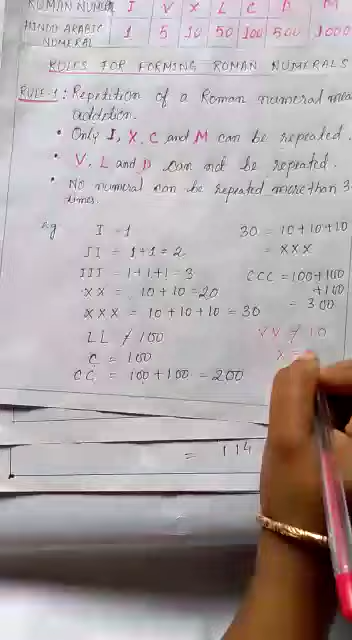 ROMAN NUMERAL I V X L C D M
HINDU ARABIC NUMERAL 1 5 10 50 100 500 1000
RULES FOR FORMING ROMAN NUMERALS
RULE-1: Repetition of a Roman numeral mea
addition.
• Only I, X, C and M can be repeated.
• V, L and D can not be repeated.
• No numeral can be repeated more than 3
times.
eg I = 1
II = 1+1 = 2
III = 1+1+1 = 3
XX = 10+10 = 20
XXX = 10+10+10 = 30
LL ≠ 100
C = 100
CC = 100+100 = 200
30 = 10+10+10
= XXX
CCC = 100+100
+100
= 300
VV ≠ 10
X =
= 114